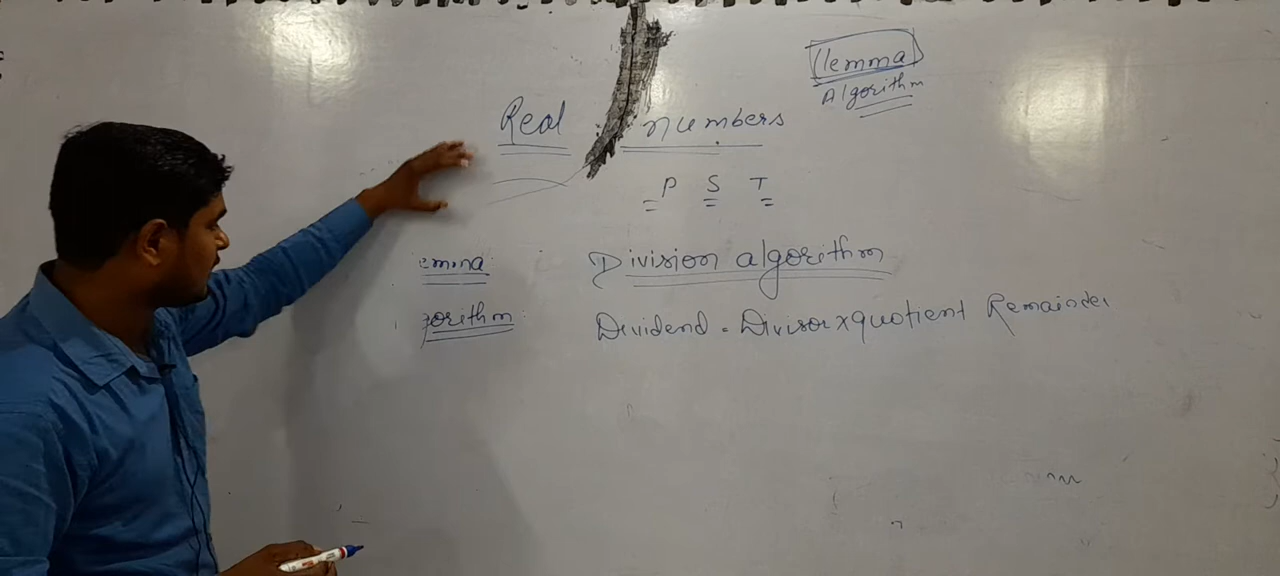 lemma
Algorithm
Real numbers
P S T
emma Division algorithm
gorithm Dividend = Divisor x quotient Remainder